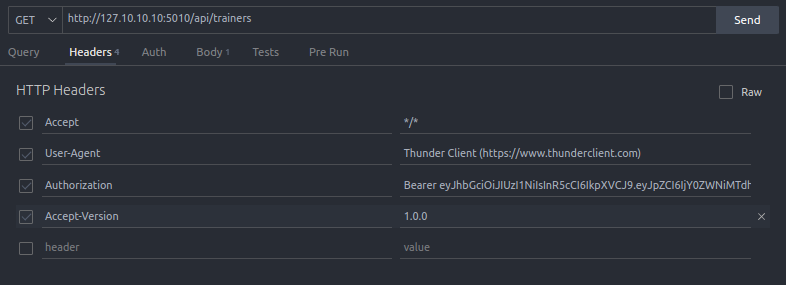 GET http://127.10.10.10:5010/api/trainers Send
Query Headers 4 Auth Body 1 Tests Pre Run
HTTP Headers Raw
Accept */*
User-Agent Thunder Client (https://www.thunderclient.com)
Authorization Bearer eyJhbGciOiJIUzI1NiIsInR5cCI6IkpXVCJ9.eyJpZCI6IjY0ZWNiMTdh
Accept-Version 1.0.0
header value